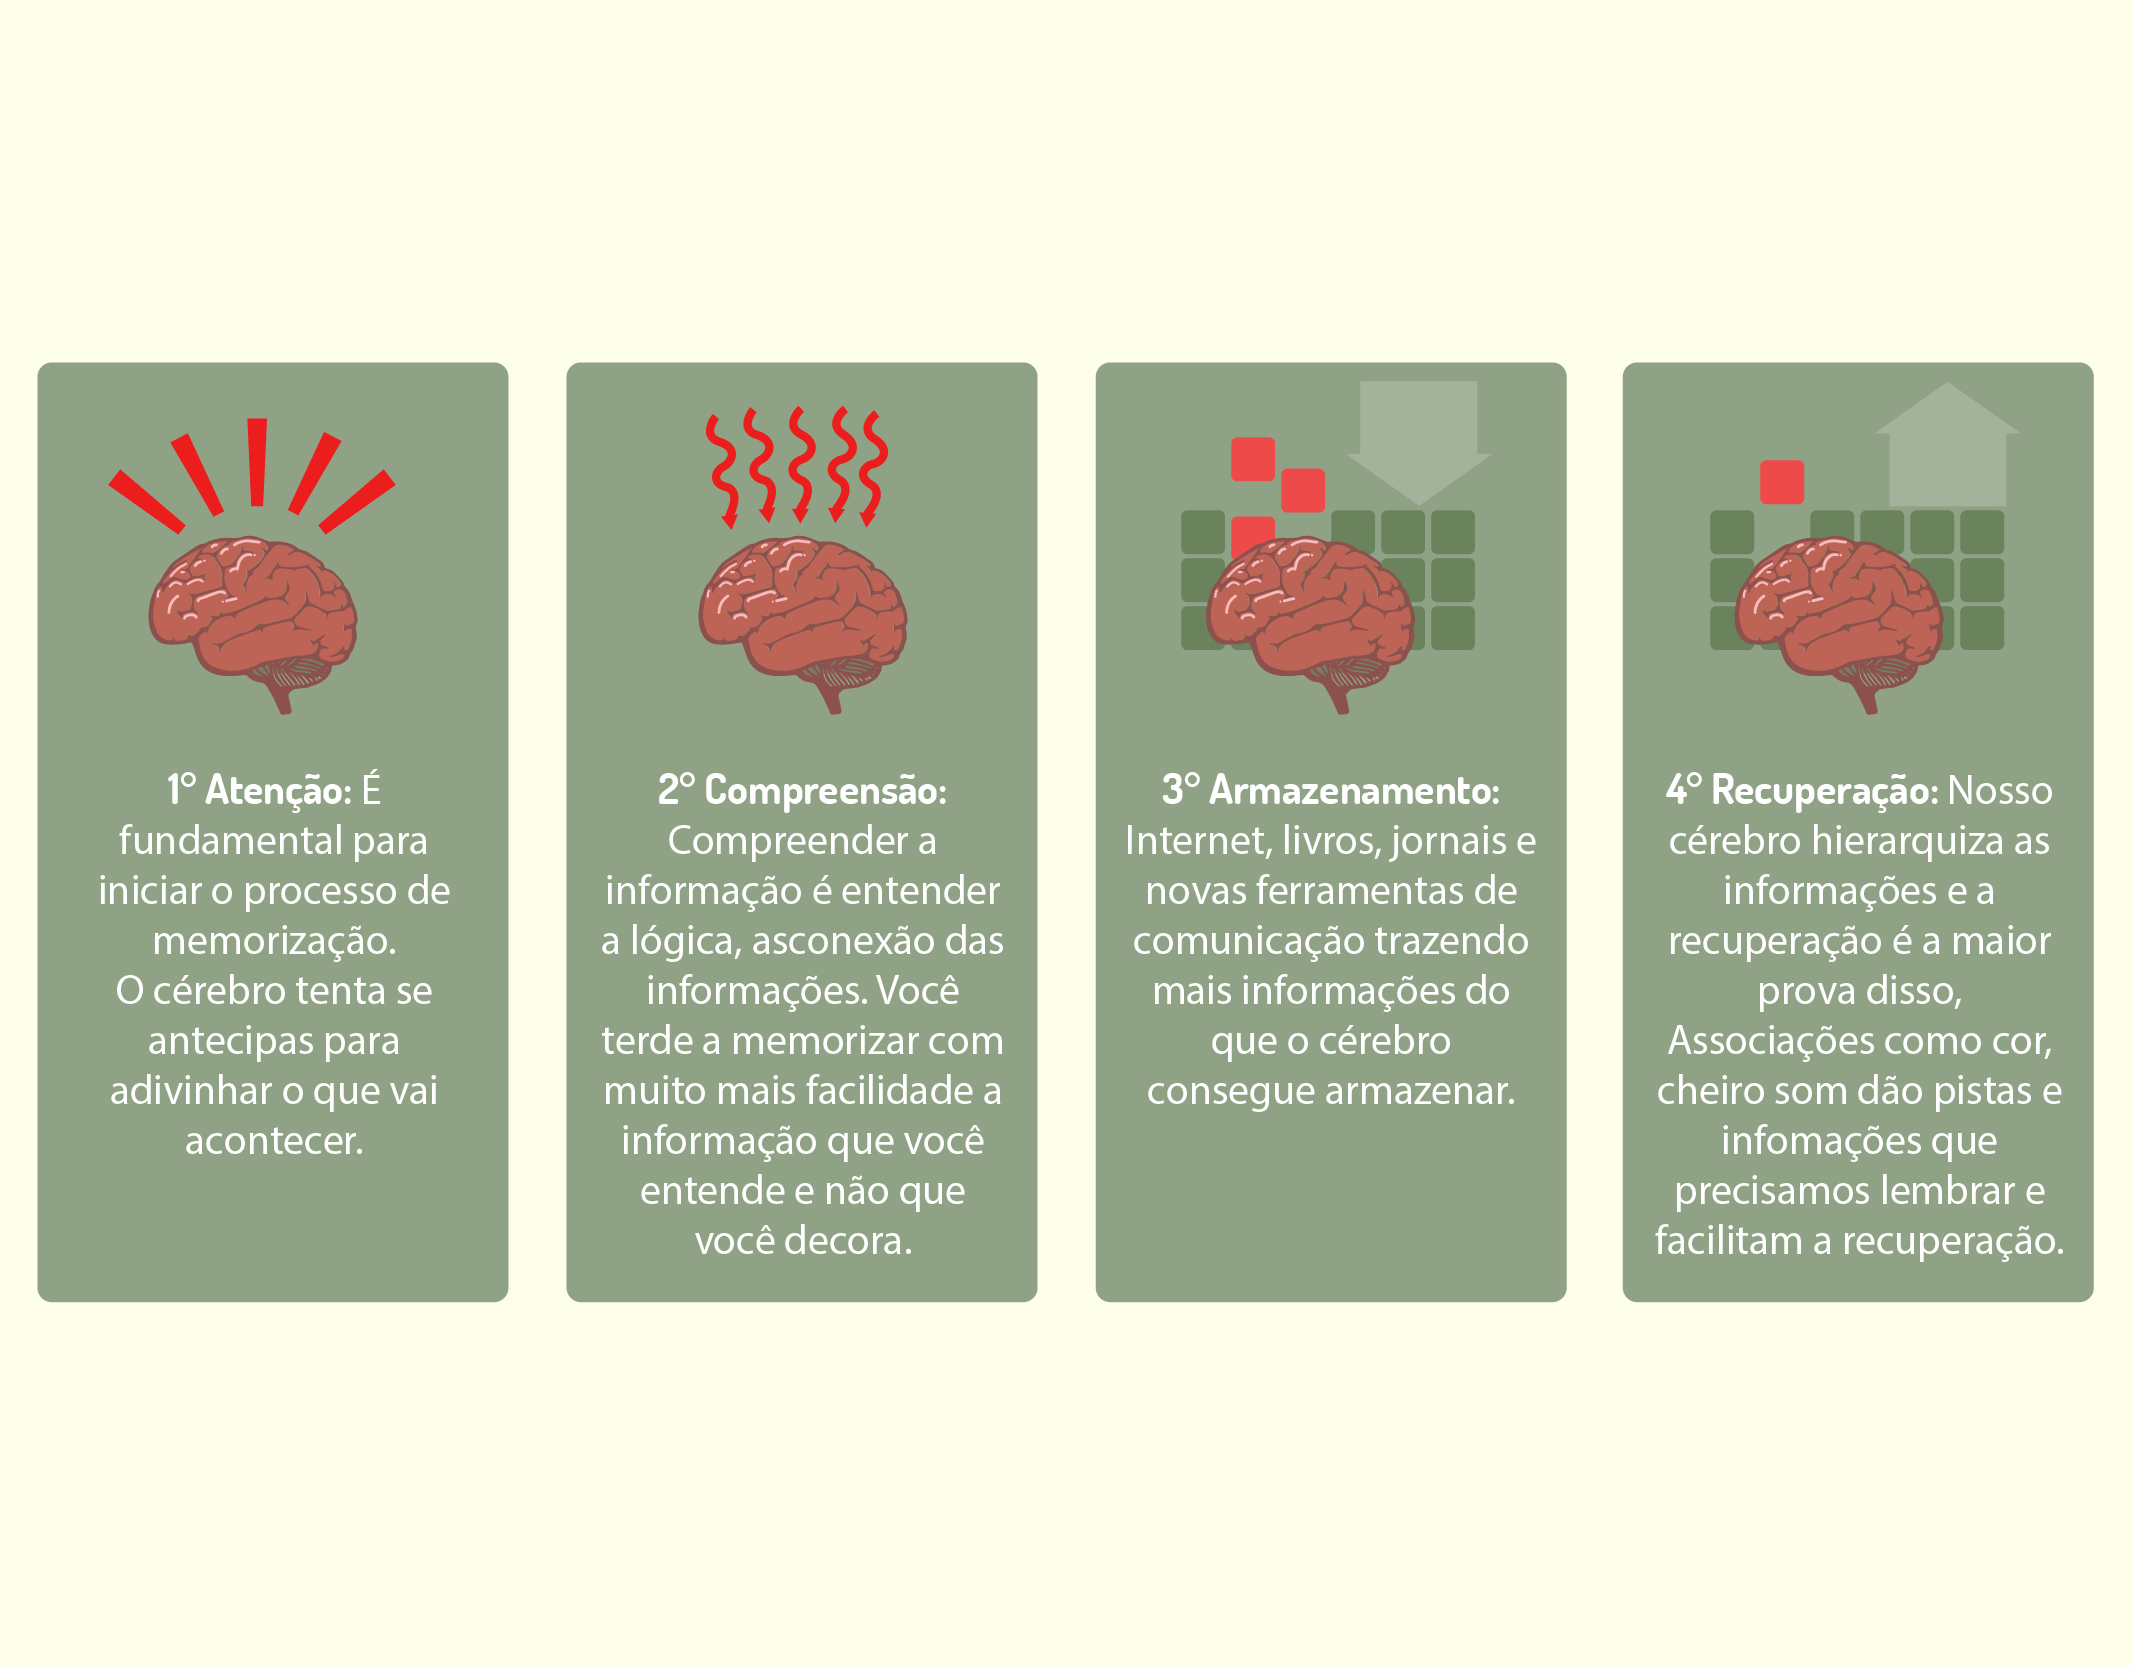 1° Atenção: É
fundamental para
iniciar o processo de
memorização.
O cérebro tenta se
antecipas para
adivinhar o que vai
acontecer.
2° Compreensão:
Compreender a
informação é entender
a lógica, asconexão das
informações. Você
terde a memorizar com
muito mais facilidade a
informação que você
entende e não que
você decora.
3° Armazenamento:
Internet, livros, jornais e
novas ferramentas de
comunicação trazendo
mais informações do
que o cérebro
consegue armazenar.
4° Recuperação: Nosso
cérebro hierarquiza as
informações e a
recuperação é a maior
prova disso,
Associações como cor,
cheiro som dão pistas e
infomações que
precisamos lembrar e
facilitam a recuperação.